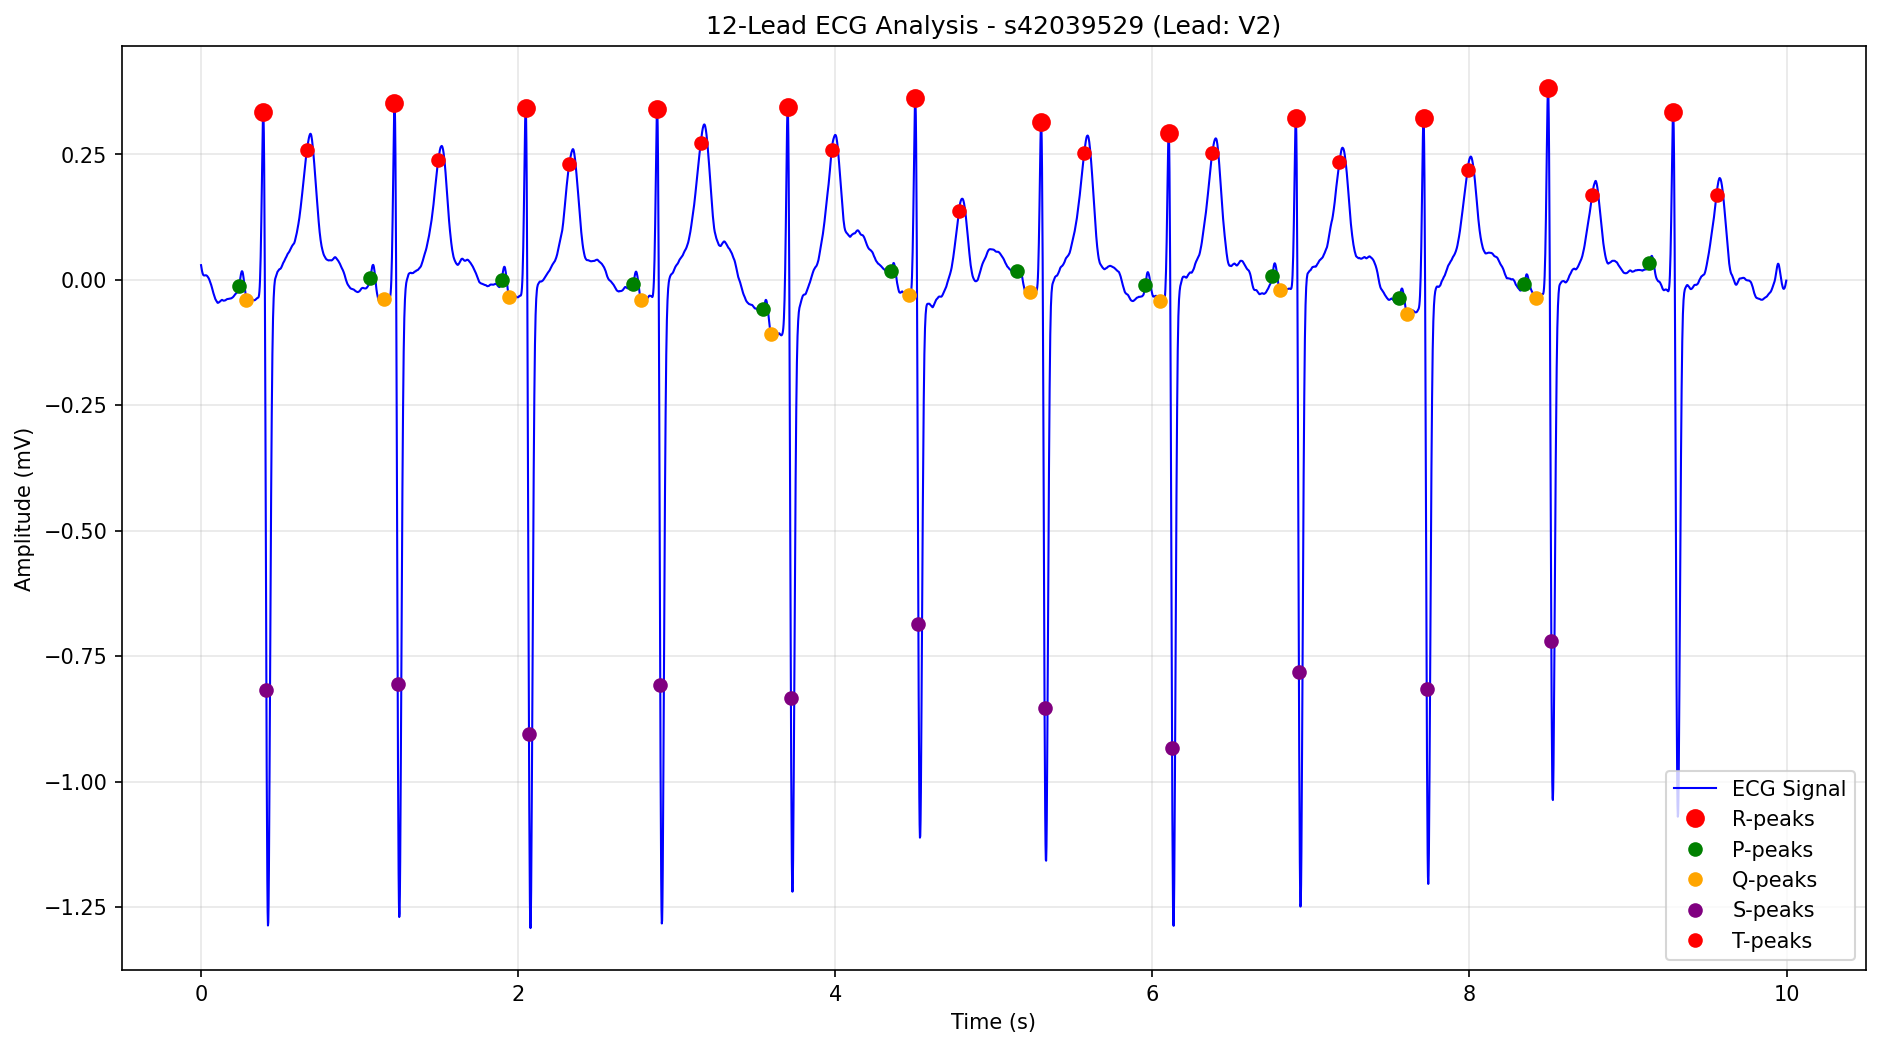 12-Lead ECG Analysis - s42039529 (Lead: V2)
0.25
0.00
−0.25
−0.50
−0.75
−1.00
−1.25
Amplitude (mV)
0 2 4 6 8 10
Time (s)
ECG Signal
R-peaks
P-peaks
Q-peaks
S-peaks
T-peaks